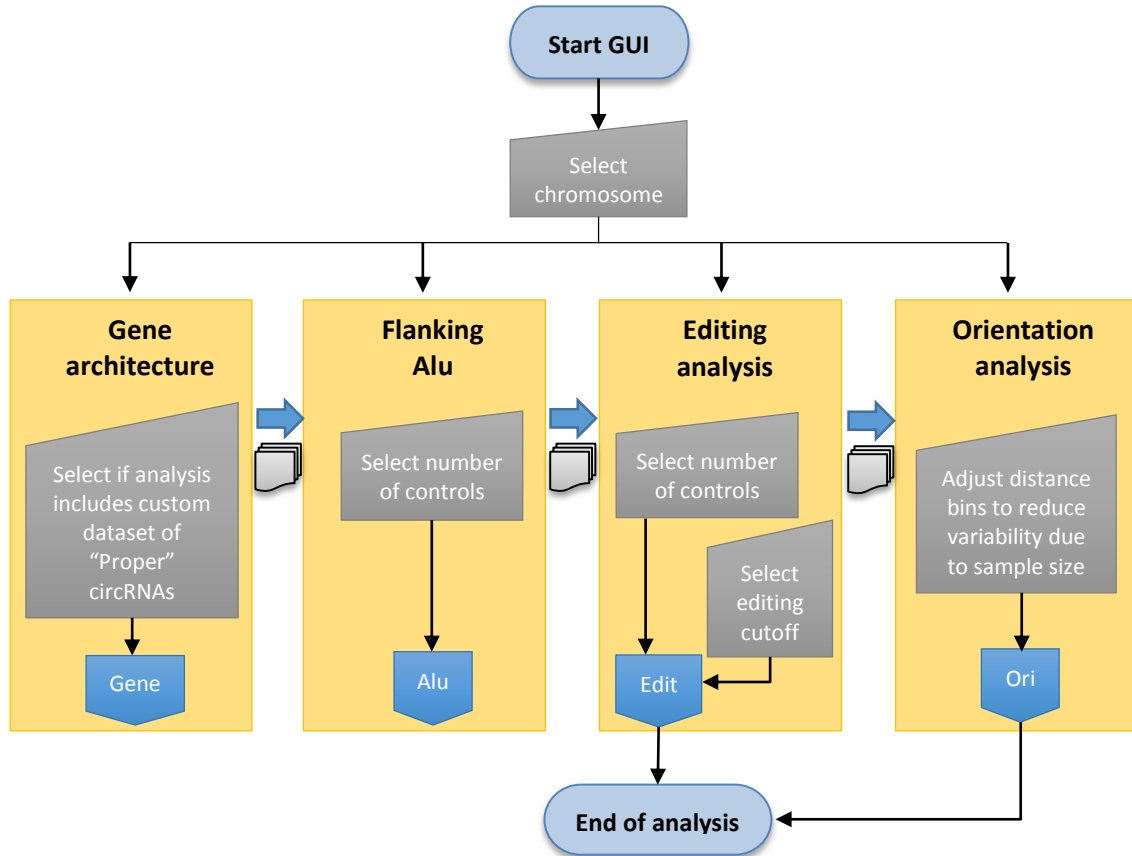 Start GUI
Select
chromosome
Gene
architecture
Select if analysis
includes custom
dataset of
“Proper”
circRNAs
Gene
Flanking
Alu
Select number
of controls
Alu
Editing
analysis
Select number
of controls
Select
editing
cutoff
Edit
Orientation
analysis
Adjust distance
bins to reduce
variability due
to sample size
Ori
End of analysis